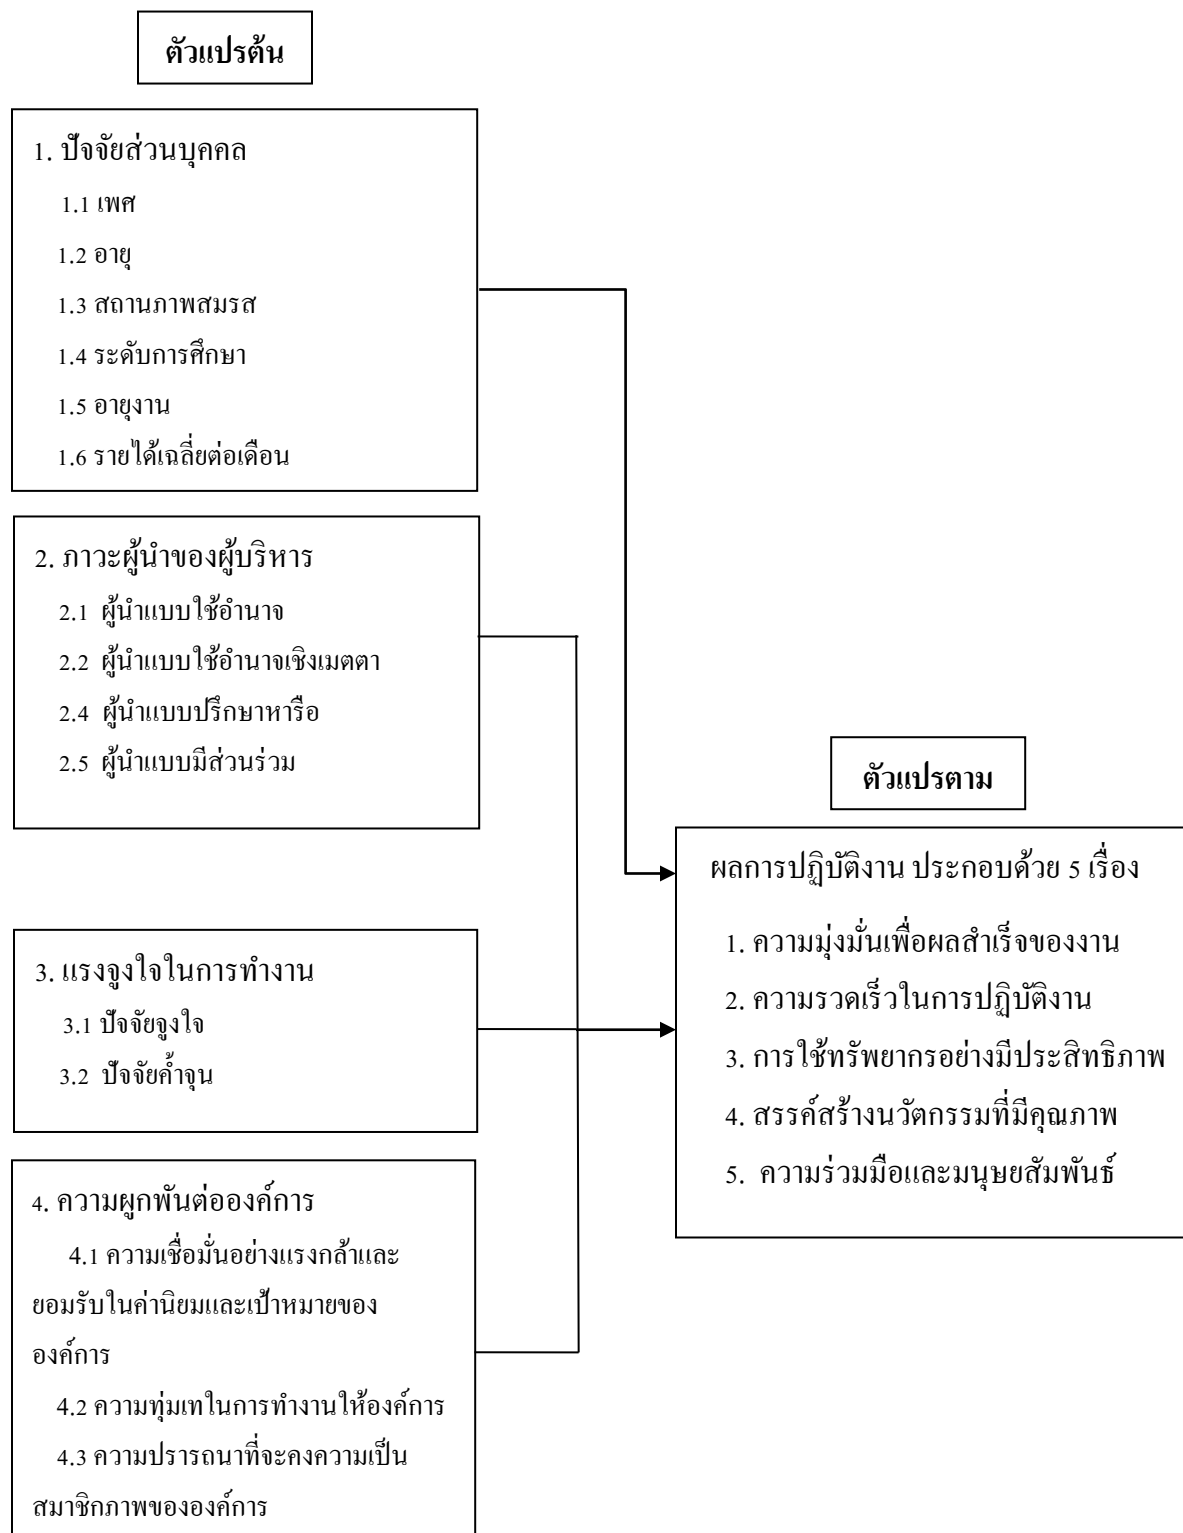 ตัวแปรต้น
1. ปัจจัยส่วนบุคคล
1.1 เพศ
1.2 อายุ
1.3 สถานภาพสมรส
1.4 ระดับการศึกษา
1.5 อายุงาน
1.6 รายได้เฉลี่ยต่อเดือน
2. ภาวะผู้นำของผู้บริหาร
2.1 ผู้นำแบบใช้อำนาจ
2.2 ผู้นำแบบใช้อำนาจเชิงเมตตา
2.4 ผู้นำแบบปรึกษาหารือ
2.5 ผู้นำแบบมีส่วนร่วม
3. แรงจูงใจในการทำงาน
3.1 ปัจจัยจูงใจ
3.2 ปัจจัยค้ำจุน
4. ความผูกพันต่อองค์การ
4.1 ความเชื่อมั่นอย่างแรงกล้าและ
ยอมรับในค่านิยมและเป้าหมายของ
องค์การ
4.2 ความทุ่มเทในการทำงานให้องค์การ
4.3 ความปรารถนาที่จะคงความเป็น
สมาชิกภาพขององค์การ
ตัวแปรตาม
ผลการปฏิบัติงาน ประกอบด้วย 5 เรื่อง
1. ความมุ่งมั่นเพื่อผลสำเร็จของงาน
2. ความรวดเร็วในการปฏิบัติงาน
3. การใช้ทรัพยากรอย่างมีประสิทธิภาพ
4. สรรค์สร้างนวัตกรรมที่มีคุณภาพ
5. ความร่วมมือและมนุษยสัมพันธ์